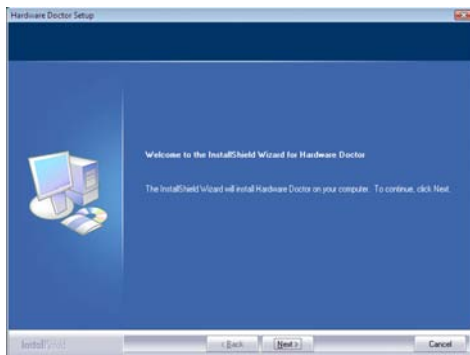 Hardware Doctor Setup
Welcome to the InstallShield Wizard for Hardware Doctor
The InstallShield Wizard will install Hardware Doctor on your computer. To continue, click Next.
InstallShield
< Back
Next >
Cancel